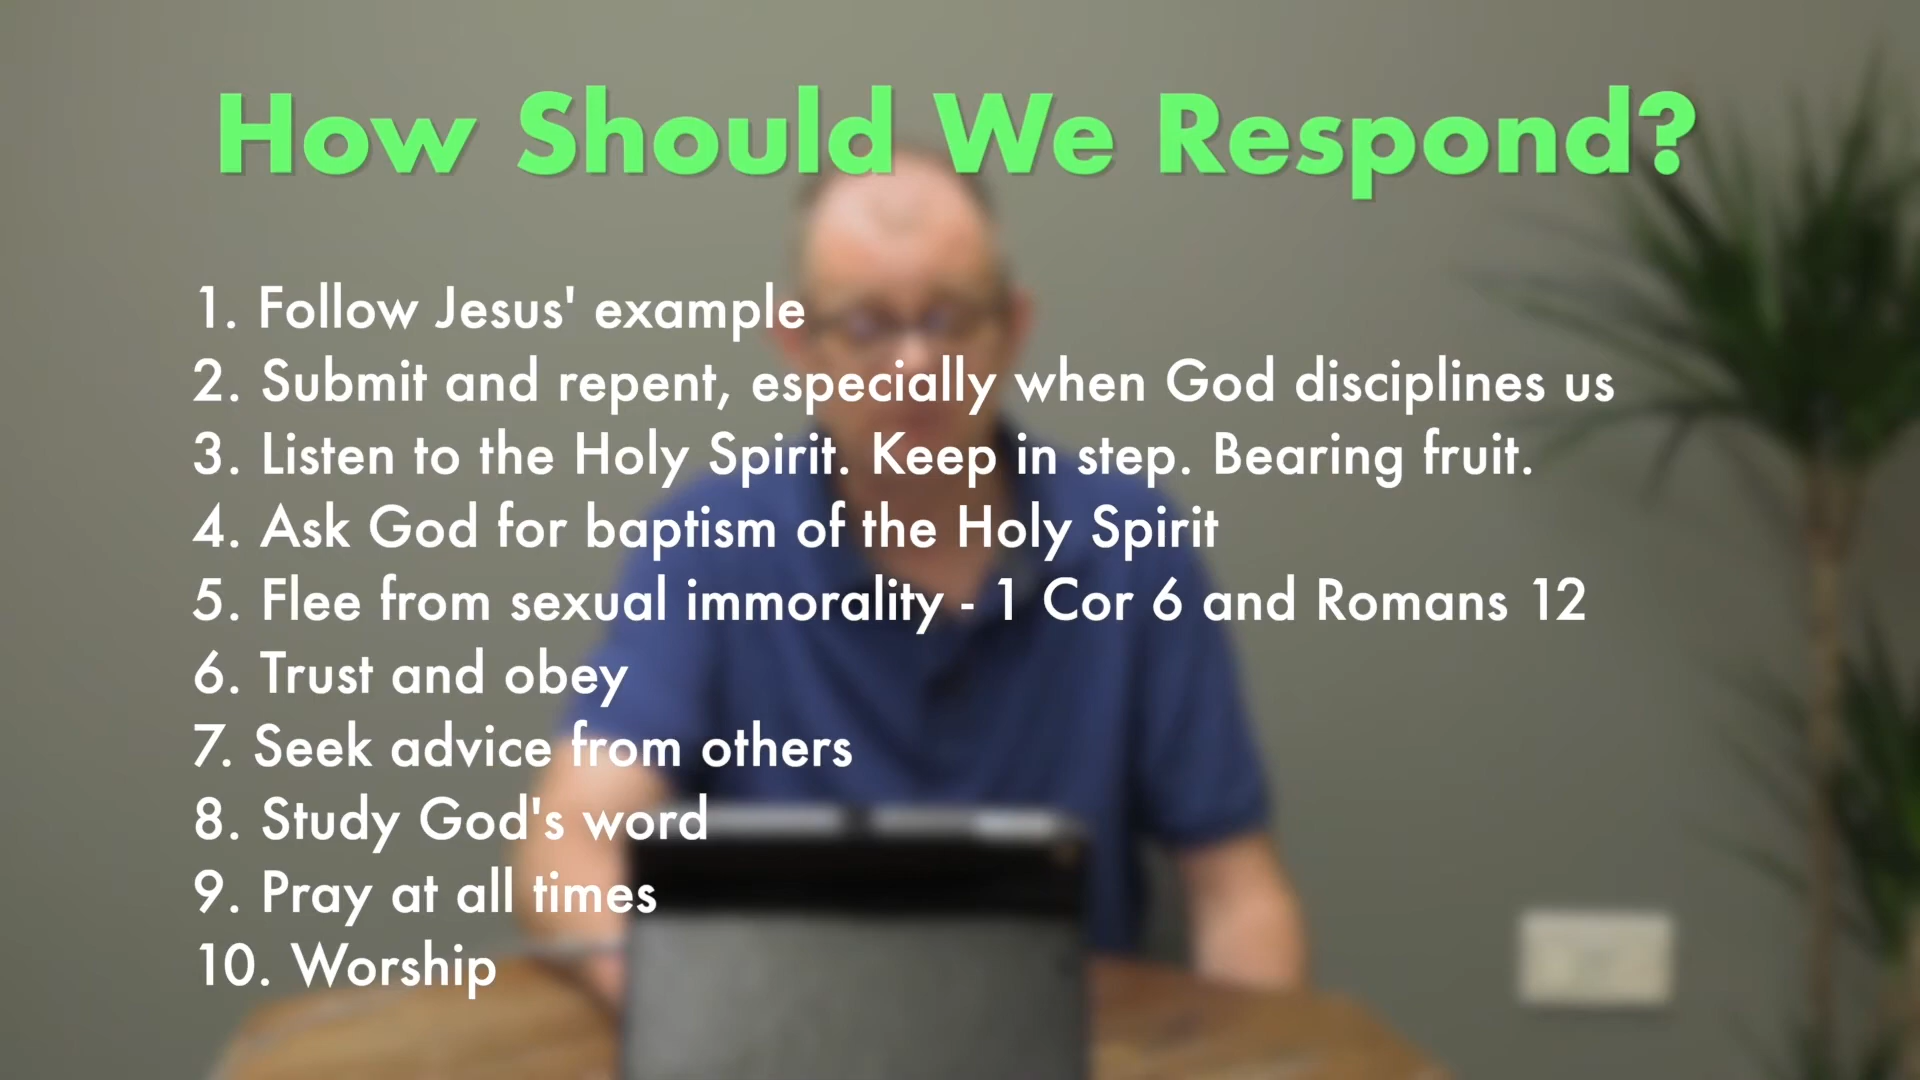 How Should We Respond?
1. Follow Jesus' example
2. Submit and repent, especially when God disciplines us
3. Listen to the Holy Spirit. Keep in step. Bearing fruit.
4. Ask God for baptism of the Holy Spirit
5. Flee from sexual immorality - 1 Cor 6 and Romans 12
6. Trust and obey
7. Seek advice from others
8. Study God's word
9. Pray at all times
10. Worship